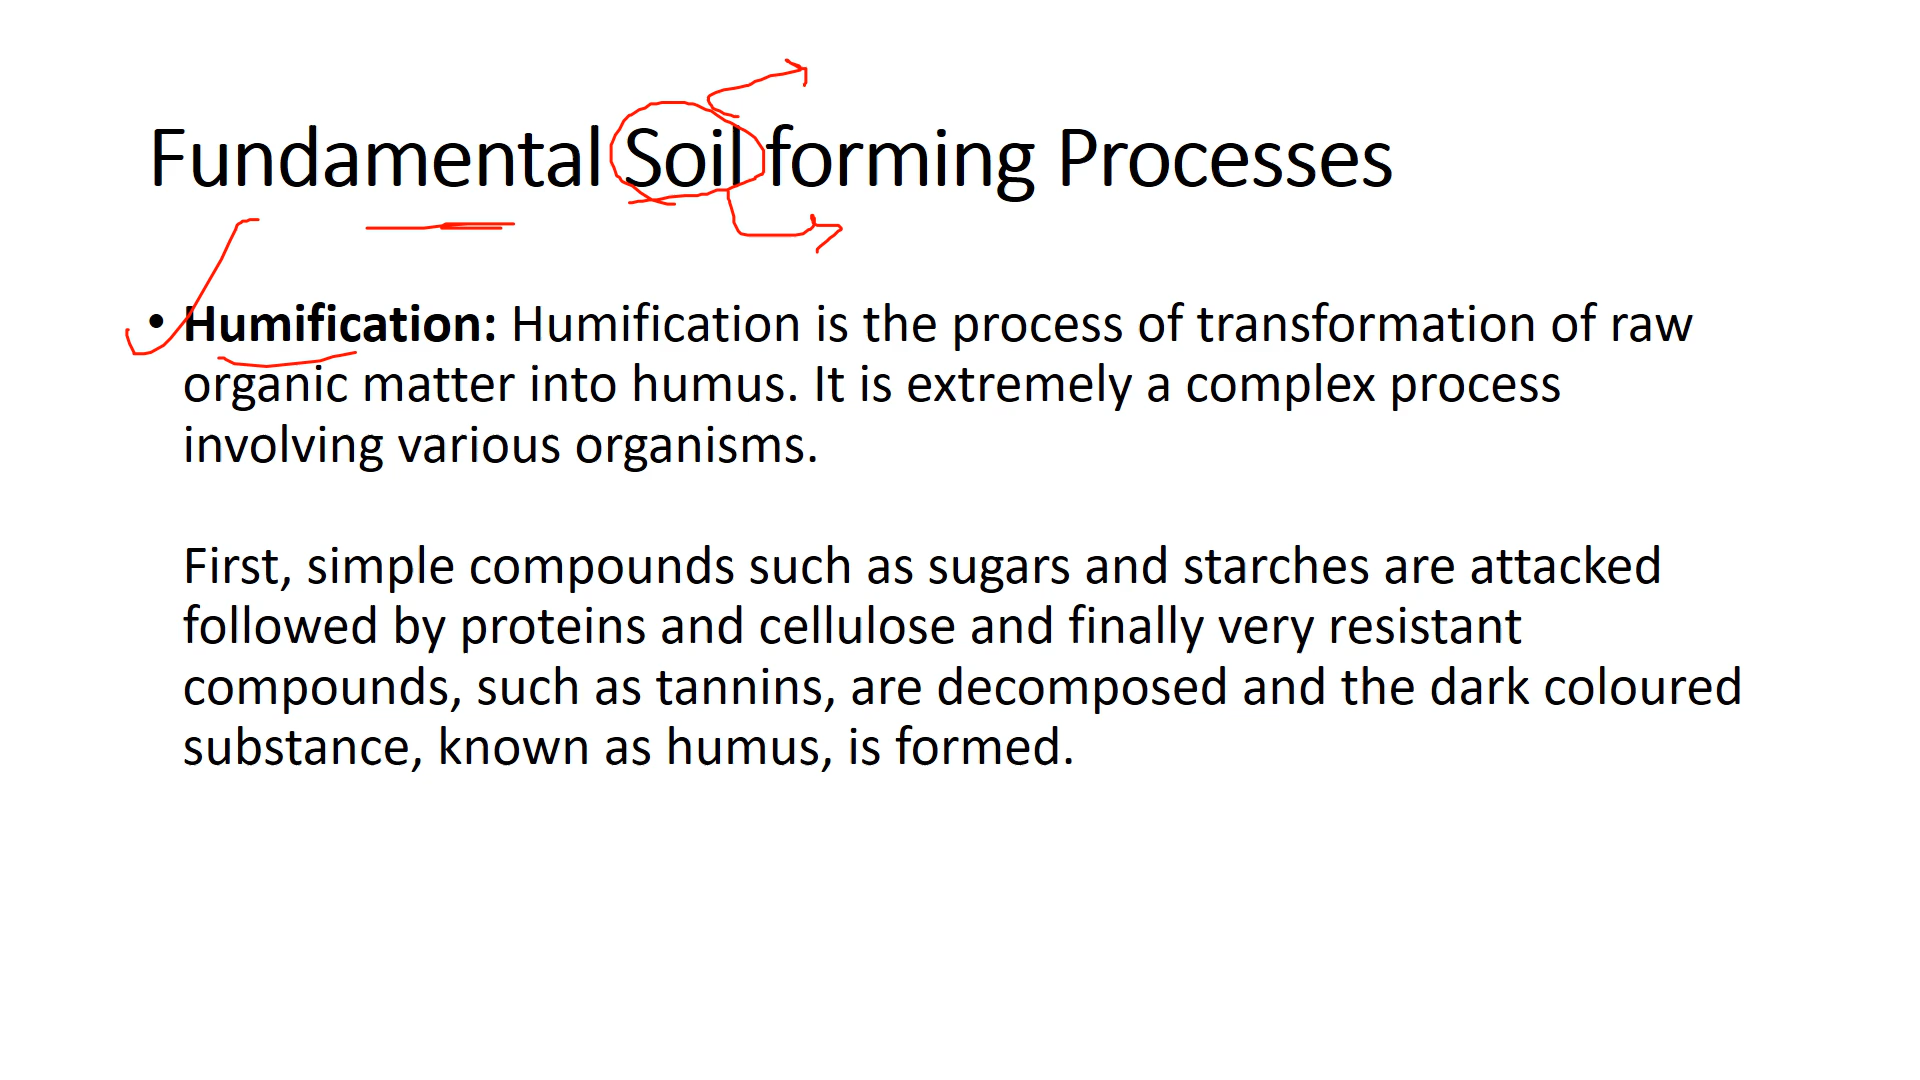 Fundamental Soil forming Processes
• Humification: Humification is the process of transformation of raw
organic matter into humus. It is extremely a complex process
involving various organisms.
First, simple compounds such as sugars and starches are attacked
followed by proteins and cellulose and finally very resistant
compounds, such as tannins, are decomposed and the dark coloured
substance, known as humus, is formed.